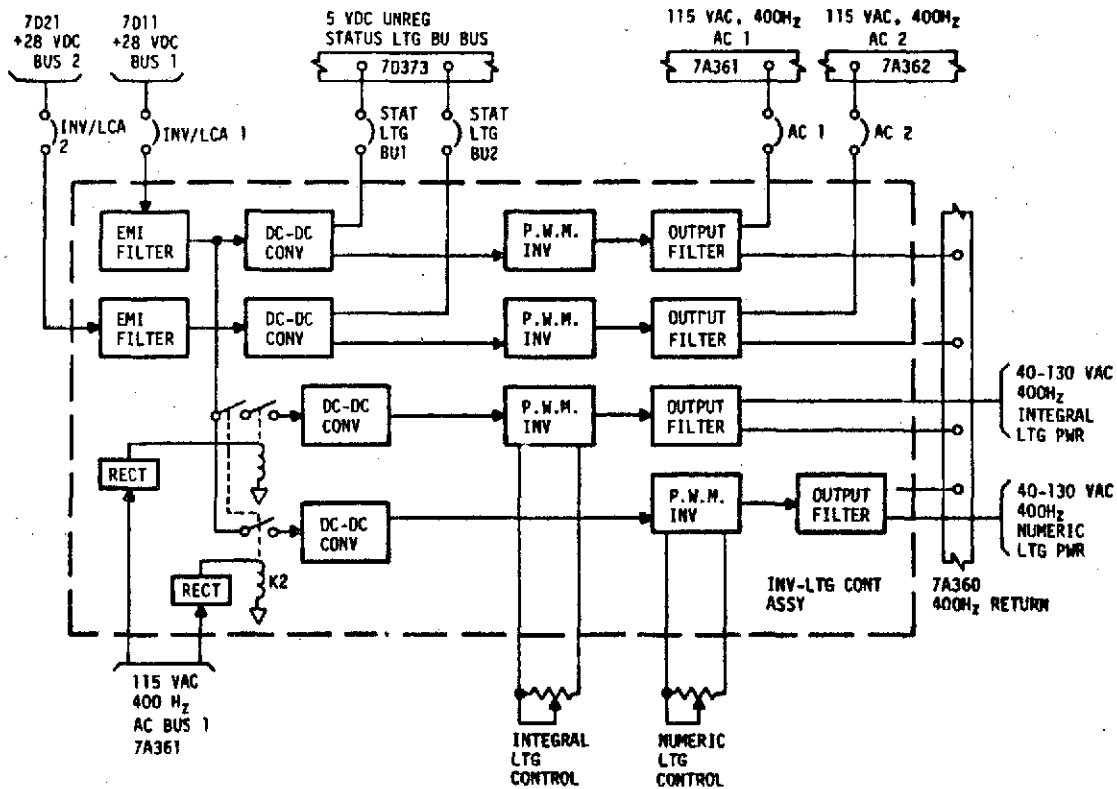 7D21
+28 VDC
BUS 2
7D11
+28 VDC
BUS 1
5 VDC UNREG
STATUS LTG BU BUS
7D373
115 VAC, 400Hz
AC 1
7A361
115 VAC, 400Hz
AC 2
7A362
INV/LCA
2
INV/LCA 1
STAT
LTG
BU1
STAT
LTG
BU2
AC 1
AC 2
EMI
FILTER
DC-DC
CONV
P.W.M.
INV
OUTPUT
FILTER
EMI
FILTER
DC-DC
CONV
P.W.M.
INV
OUTPUT
FILTER
DC-DC
CONV
P.W.M.
INV
OUTPUT
FILTER
40-130 VAC
400Hz
INTEGRAL
LTG PWR
RECT
DC-DC
CONV
P.W.M.
INV
OUTPUT
FILTER
40-130 VAC
400Hz
NUMERIC
LTG PWR
RECT
K2
INV-LTG CONT
ASSY
7A360
400Hz RETURN
115 VAC
400 Hz
AC BUS 1
7A361
INTEGRAL
LTG
CONTROL
NUMERIC
LTG
CONTROL